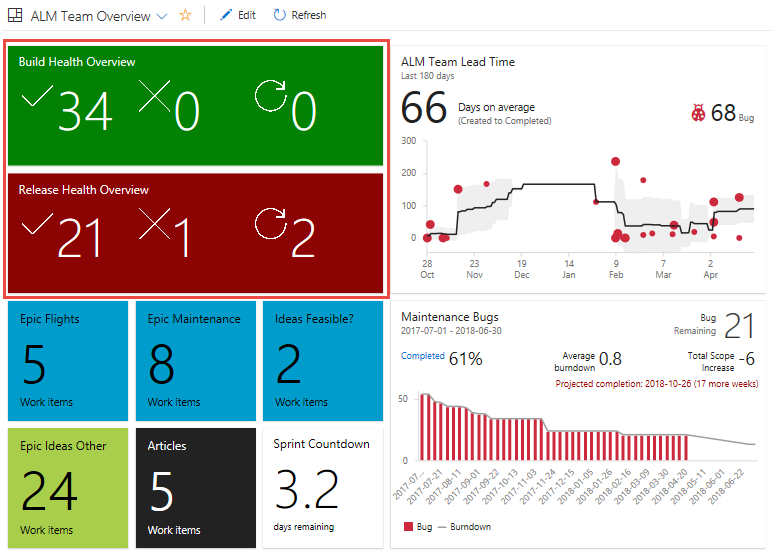 ALM Team Overview
Edit
Refresh
Build Health Overview
34 0 0
Release Health Overview
21 1 2
Epic Flights
5
Work items
Epic Maintenance
8
Work items
Ideas Feasible?
2
Work items
Epic Ideas Other
24
Work items
Articles
5
Work items
Sprint Countdown
3.2
days remaining
ALM Team Lead Time
Last 180 days
66 Days on average
(Created to Completed)
68 Bug
300
200
100
0
28 23 19 14 9 7 2
Oct Nov Dec Jan Feb Mar Apr
Maintenance Bugs
2017-07-01 - 2018-06-30
Bug
Remaining 21
Completed 61%
Average
burndown 0.8
Total Scope
Increase -6
Projected completion: 2018-10-26 (17 more weeks)
50
0
2017-07... 2017-07-21 2017-08-11 2017-09-01 2017-09-22 2017-10-13 2017-11-03 2017-11-24 2017-12-15 2018-01-05 2018-01-26 2018-02-16 2018-03-09 2018-03-30 2018-04-20 2018-05-11 2018-06-01 2018-06-22
Bug Burndown